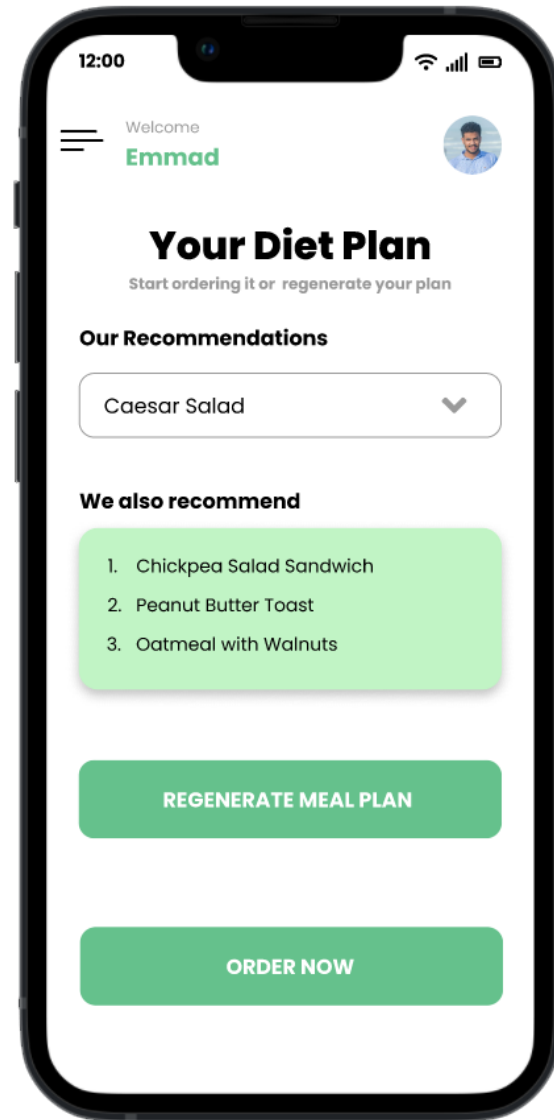 12:00
Welcome
Emmad
Your Diet Plan
Start ordering it or regenerate your plan
Our Recommendations
Caesar Salad
We also recommend
1. Chickpea Salad Sandwich
2. Peanut Butter Toast
3. Oatmeal with Walnuts
REGENERATE MEAL PLAN
ORDER NOW